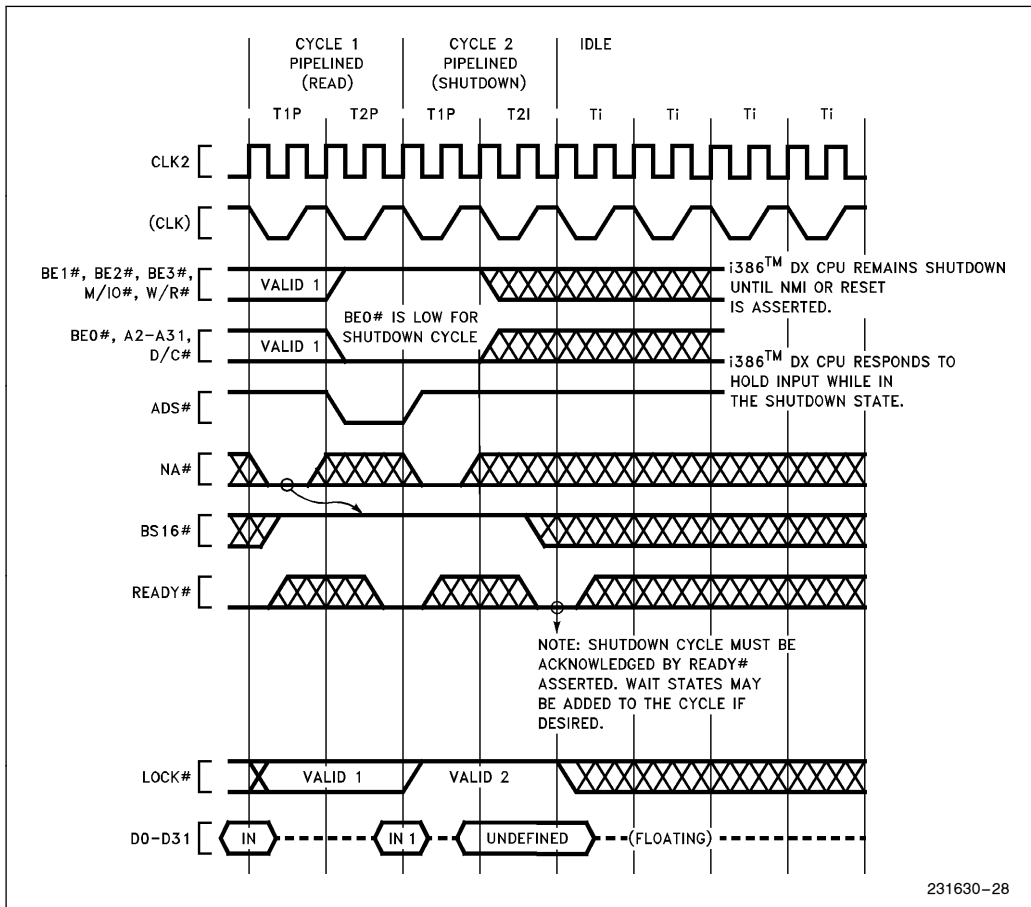 CYCLE 1
PIPELINED
(READ)
CYCLE 2
PIPELINED
(SHUTDOWN)
IDLE
T1P
T2P
T1P
T2I
Ti
Ti
Ti
Ti
CLK2
(CLK)
BE1#, BE2#, BE3#,
M/IO#, W/R#
VALID 1
i386™ DX CPU REMAINS SHUTDOWN
UNTIL NMI OR RESET
IS ASSERTED.
BE0# IS LOW FOR
SHUTDOWN CYCLE
BE0#, A2-A31,
D/C#
VALID 1
i386™ DX CPU RESPONDS TO
HOLD INPUT WHILE IN
THE SHUTDOWN STATE.
ADS#
NA#
BS16#
READY#
NOTE: SHUTDOWN CYCLE MUST BE
ACKNOWLEDGED BY READY#
ASSERTED. WAIT STATES MAY
BE ADDED TO THE CYCLE IF
DESIRED.
LOCK#
VALID 1
VALID 2
D0-D31
IN
IN 1
UNDEFINED
(FLOATING)
231630-28